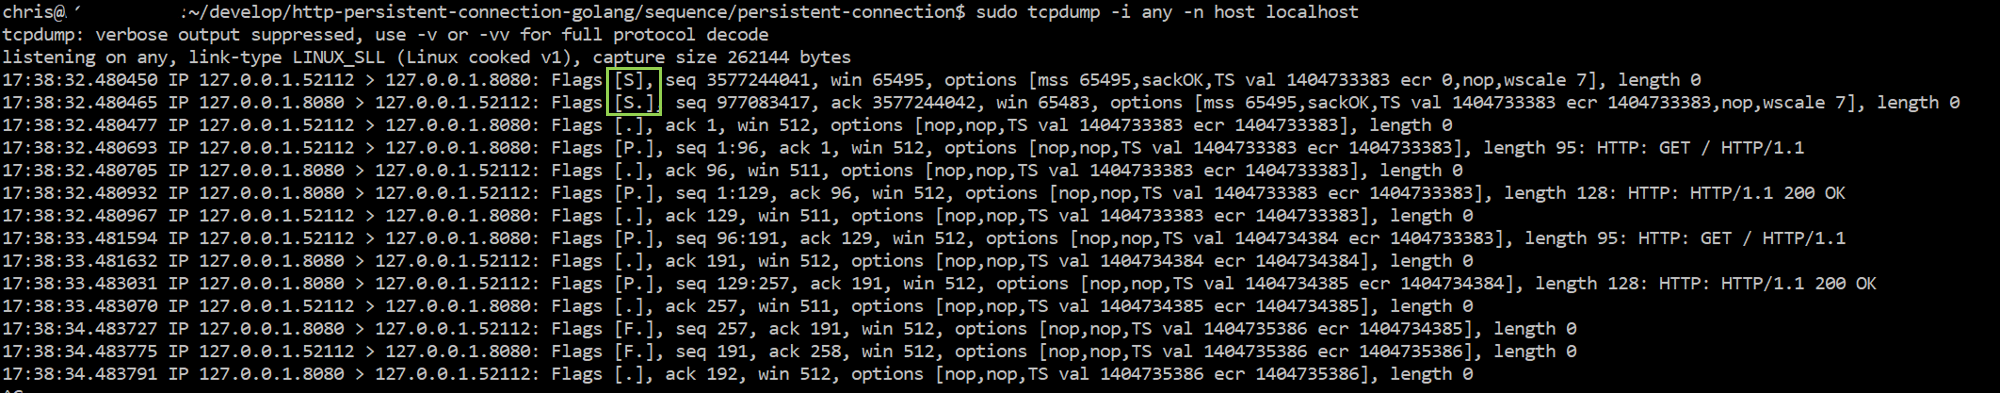 chris@ :~/develop/http-persistent-connection-golang/sequence/persistent-connection$ sudo tcpdump -i any -n host localhost
tcpdump: verbose output suppressed, use -v or -vv for full protocol decode
listening on any, link-type LINUX_SLL (Linux cooked v1), capture size 262144 bytes
17:38:32.480450 IP 127.0.0.1.52112 > 127.0.0.1.8080: Flags [S], seq 3577244041, win 65495, options [mss 65495,sackOK,TS val 1404733383 ecr 0,nop,wscale 7], length 0
17:38:32.480465 IP 127.0.0.1.8080 > 127.0.0.1.52112: Flags [S.], seq 977083417, ack 3577244042, win 65483, options [mss 65495,sackOK,TS val 1404733383 ecr 1404733383,nop,wscale 7], length 0
17:38:32.480477 IP 127.0.0.1.52112 > 127.0.0.1.8080: Flags [.], ack 1, win 512, options [nop,nop,TS val 1404733383 ecr 1404733383], length 0
17:38:32.480693 IP 127.0.0.1.52112 > 127.0.0.1.8080: Flags [P.], seq 1:96, ack 1, win 512, options [nop,nop,TS val 1404733383 ecr 1404733383], length 95: HTTP: GET / HTTP/1.1
17:38:32.480705 IP 127.0.0.1.8080 > 127.0.0.1.52112: Flags [.], ack 96, win 511, options [nop,nop,TS val 1404733383 ecr 1404733383], length 0
17:38:32.480932 IP 127.0.0.1.8080 > 127.0.0.1.52112: Flags [P.], seq 1:129, ack 96, win 512, options [nop,nop,TS val 1404733383 ecr 1404733383], length 128: HTTP: HTTP/1.1 200 OK
17:38:32.480967 IP 127.0.0.1.52112 > 127.0.0.1.8080: Flags [.], ack 129, win 511, options [nop,nop,TS val 1404733383 ecr 1404733383], length 0
17:38:33.481594 IP 127.0.0.1.52112 > 127.0.0.1.8080: Flags [P.], seq 96:191, ack 129, win 512, options [nop,nop,TS val 1404734384 ecr 1404733383], length 95: HTTP: GET / HTTP/1.1
17:38:33.481632 IP 127.0.0.1.8080 > 127.0.0.1.52112: Flags [.], ack 191, win 512, options [nop,nop,TS val 1404734384 ecr 1404734384], length 0
17:38:33.483031 IP 127.0.0.1.8080 > 127.0.0.1.52112: Flags [P.], seq 129:257, ack 191, win 512, options [nop,nop,TS val 1404734385 ecr 1404734384], length 128: HTTP: HTTP/1.1 200 OK
17:38:33.483070 IP 127.0.0.1.52112 > 127.0.0.1.8080: Flags [.], ack 257, win 511, options [nop,nop,TS val 1404734385 ecr 1404734385], length 0
17:38:34.483727 IP 127.0.0.1.8080 > 127.0.0.1.52112: Flags [F.], seq 257, ack 191, win 512, options [nop,nop,TS val 1404735386 ecr 1404734385], length 0
17:38:34.483775 IP 127.0.0.1.52112 > 127.0.0.1.8080: Flags [F.], seq 191, ack 258, win 512, options [nop,nop,TS val 1404735386 ecr 1404735386], length 0
17:38:34.483791 IP 127.0.0.1.8080 > 127.0.0.1.52112: Flags [.], ack 192, win 512, options [nop,nop,TS val 1404735386 ecr 1404735386], length 0